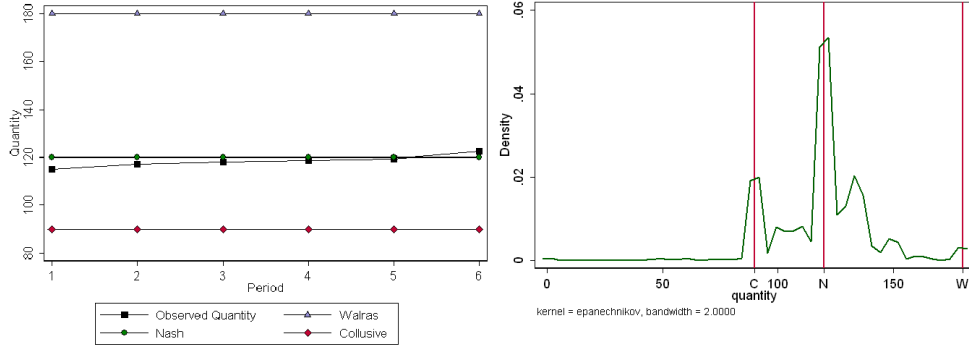 180
160
140
120
100
80
Quantity
1 2 3 4 5 6
Period
Observed Quantity
Walras
Nash
Collusive
.06
.04
.02
0
Density
0 50 C 100 N 150 W
quantity
kernel = epanechnikov, bandwidth = 2.0000